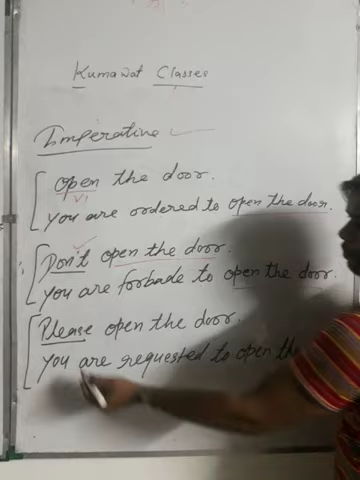 Kumawat Classes
Imperative
Open the door.
V1
You are ordered to open the door.
Don't open the door.
You are forbade to open the door.
Please open the door.
You are requested to open the